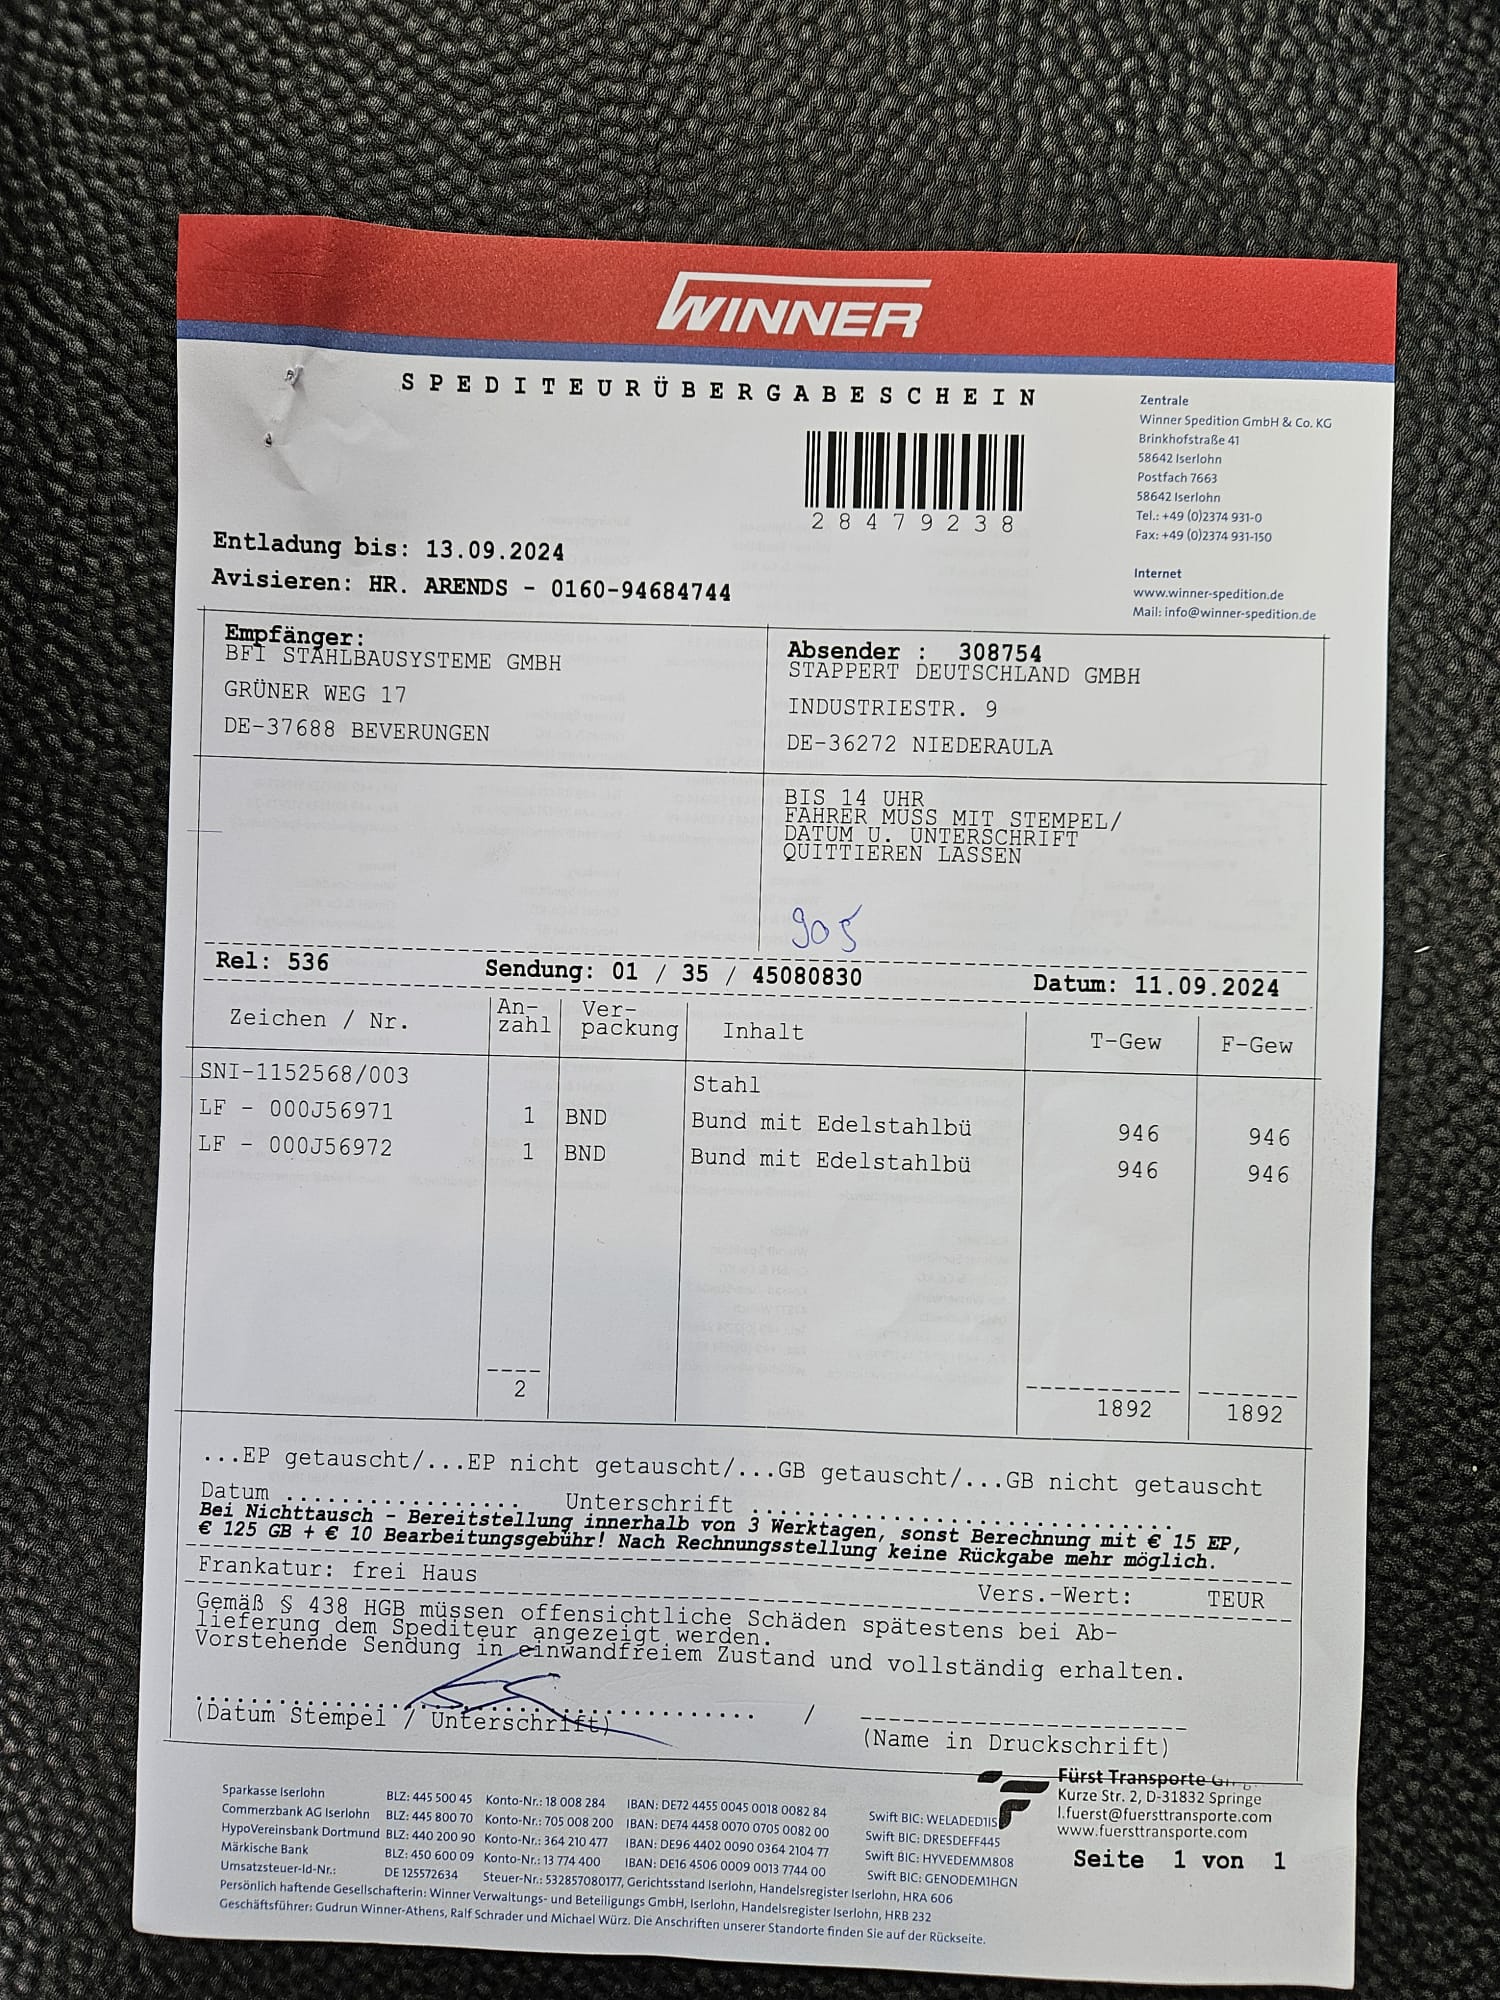 WINNER
SPEDITEURÜBERGABESCHEIN
Zentrale
Winner Spedition GmbH & Co. KG
Brinkhofstraße 41
58642 Iserlohn
Postfach 7663
58642 Iserlohn
Tel.: +49 (0)2374 931-0
Fax: +49 (0)2374 931-150
Internet
www.winner-spedition.de
Mail: info@winner-spedition.de
28479238
Entladung bis: 13.09.2024
Avisieren: HR. ARENDS - 0160-94684744
Empfänger:
BFI STAHLBAUSYSTEME GMBH
GRÜNER WEG 17
DE-37688 BEVERUNGEN
Absender : 308754
STAPPERT DEUTSCHLAND GMBH
INDUSTRIESTR. 9
DE-36272 NIEDERAULA
BIS 14 UHR
FAHRER MUSS MIT STEMPEL/
DATUM U. UNTERSCHRIFT
QUITTIEREN LASSEN
905
Rel: 536 Sendung: 01 / 35 / 45080830 Datum: 11.09.2024
Zeichen / Nr. An-zahl Ver-packung Inhalt T-Gew F-Gew
SNI-1152568/003 Stahl
LF - 000J56971 1 BND Bund mit Edelstahlbü 946 946
LF - 000J56972 1 BND Bund mit Edelstahlbü 946 946
2 1892 1892
...EP getauscht/...EP nicht getauscht/...GB getauscht/...GB nicht getauscht
Datum ................. Unterschrift ..............................
Bei Nichttausch - Bereitstellung innerhalb von 3 Werktagen, sonst Berechnung mit € 15 EP,
€ 125 GB + € 10 Bearbeitungsgebühr! Nach Rechnungsstellung keine Rückgabe mehr möglich.
Frankatur: frei Haus Vers.-Wert: TEUR
Gemäß § 438 HGB müssen offensichtliche Schäden spätestens bei Ab-
lieferung dem Spediteur angezeigt werden.
Vorstehende Sendung in einwandfreiem Zustand und vollständig erhalten.
(Datum Stempel / Unterschrift) / (Name in Druckschrift)
Fürst Transporte
Kurze Str. 2, D-31832 Springe
l.fuerst@fuersttransporte.com
www.fuersttransporte.com
Seite 1 von 1
Sparkasse Iserlohn BLZ: 445 500 45 Konto-Nr.: 18 008 284 IBAN: DE72 4455 0045 0018 0082 84 Swift BIC: WELADED1IS
Commerzbank AG Iserlohn BLZ: 445 800 70 Konto-Nr.: 705 008 200 IBAN: DE74 4458 0070 0705 0082 00 Swift BIC: DRESDEFF445
HypoVereinsbank Dortmund BLZ: 440 200 90 Konto-Nr.: 364 210 477 IBAN: DE96 4402 0090 0364 2104 77 Swift BIC: HYVEDEMM808
Märkische Bank BLZ: 450 600 09 Konto-Nr.: 13 774 400 IBAN: DE16 4506 0009 0013 7744 00 Swift BIC: GENODEM1HGN
Umsatzsteuer-Id-Nr.: DE 125572634 Steuer-Nr.: 532857080177, Gerichtsstand Iserlohn, Handelsregister Iserlohn, HRA 606
Persönlich haftende Gesellschafterin: Winner Verwaltungs- und Beteiligungs GmbH, Iserlohn, Handelsregister Iserlohn, HRB 232
Geschäftsführer: Gudrun Winner-Athens, Ralf Schrader und Michael Würz. Die Anschriften unserer Standorte finden Sie auf der Rückseite.